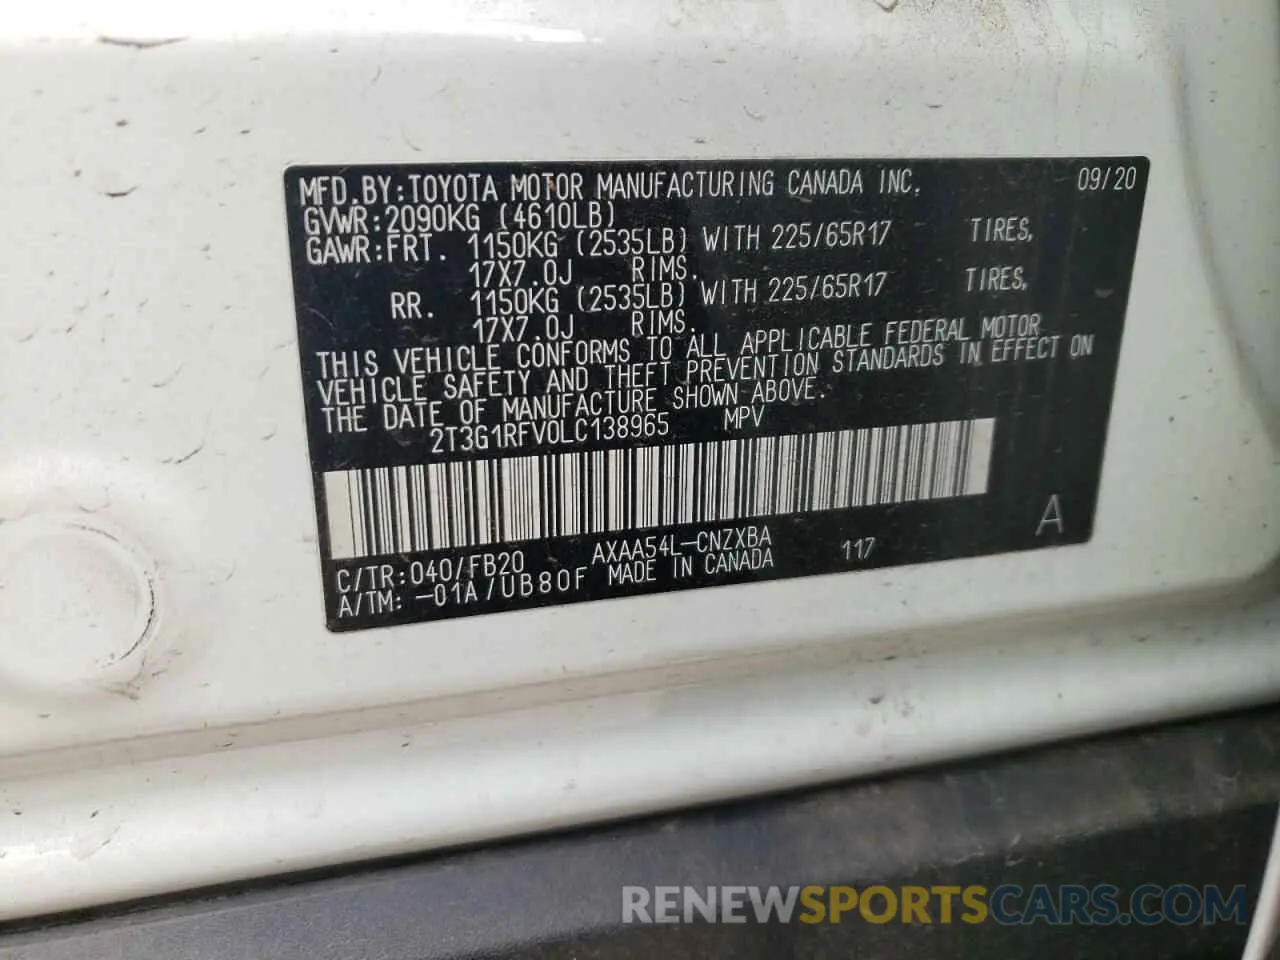 MFD.BY:TOYOTA MOTOR MANUFACTURING CANADA INC. 09/20
GVWR:2090KG (4610LB)
GAWR:FRT. 1150KG (2535LB) WITH 225/65R17 TIRES,
17X7.0J RIMS.
RR. 1150KG (2535LB) WITH 225/65R17 TIRES,
17X7.0J RIMS.
THIS VEHICLE CONFORMS TO ALL APPLICABLE FEDERAL MOTOR
VEHICLE SAFETY AND THEFT PREVENTION STANDARDS IN EFFECT ON
THE DATE OF MANUFACTURE SHOWN ABOVE.
2T3G1RFV0LC138965 MPV
A
C/TR:040/FB20 AXAA54L-CNZXBA 117
A/TM: -01A/UB80F MADE IN CANADA
RENEWSPORTSCARS.COM